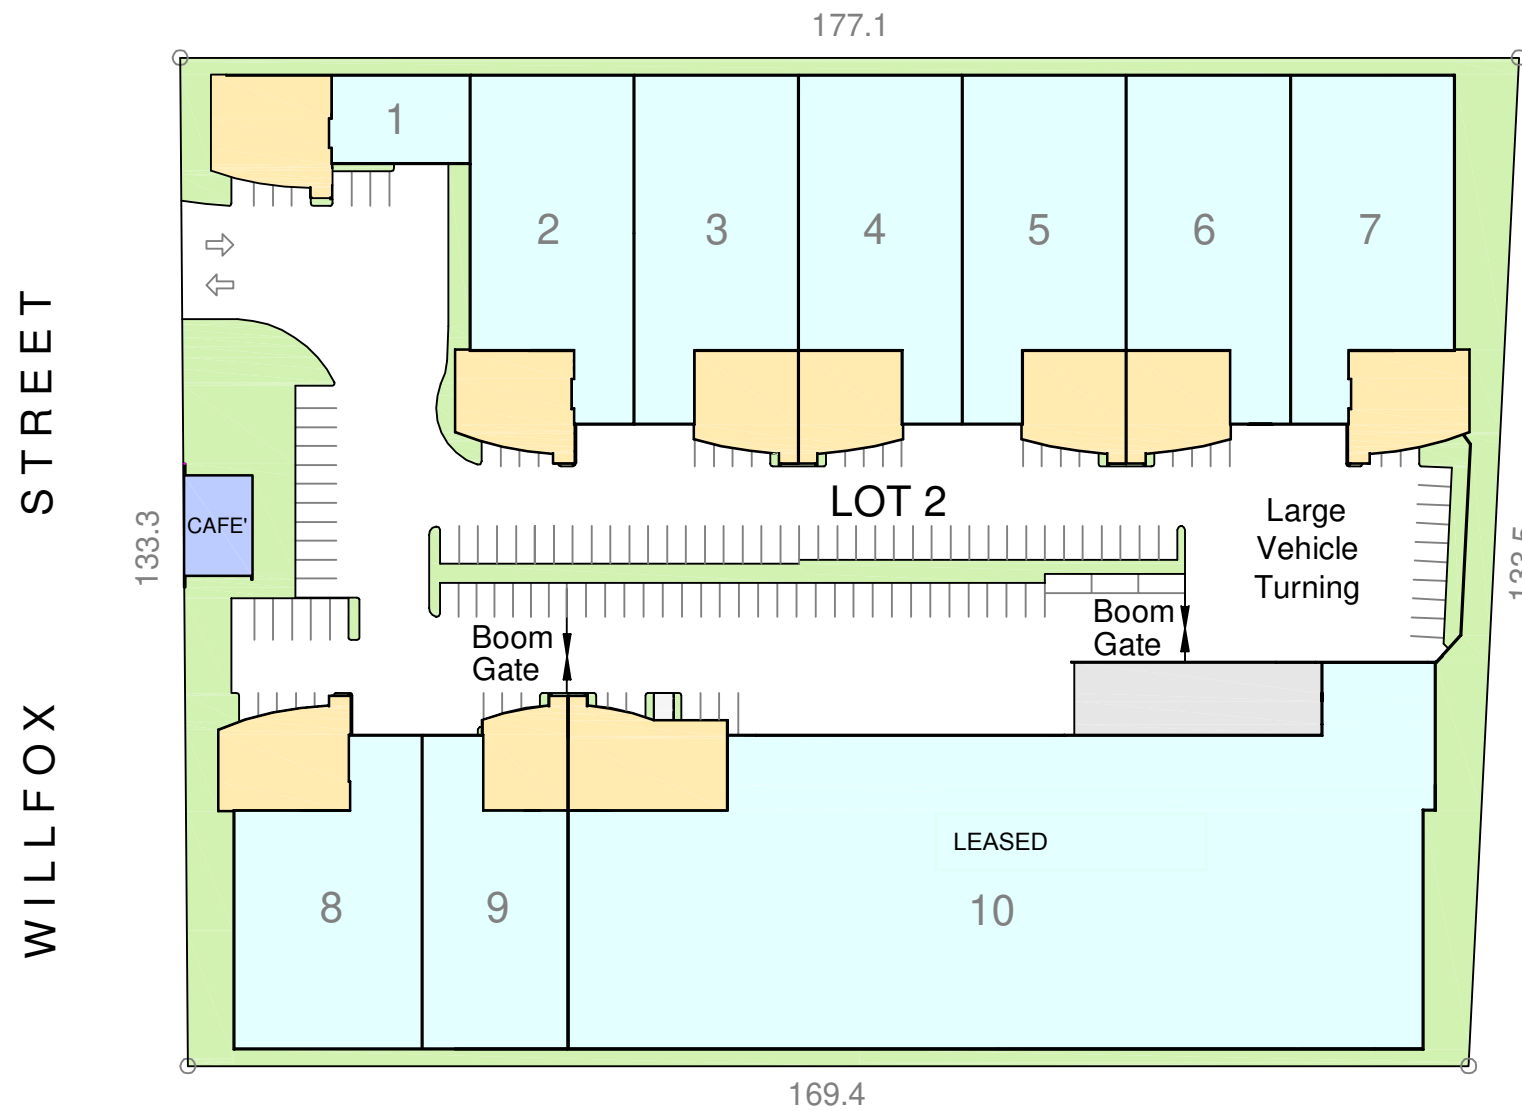 177.1
1
2
3
4
5
6
7
WILLFOX STREET
133.3
CAFE'
LOT 2
Large
Vehicle
Turning
Boom
Gate
Boom
Gate
LEASED
8
9
10
169.4